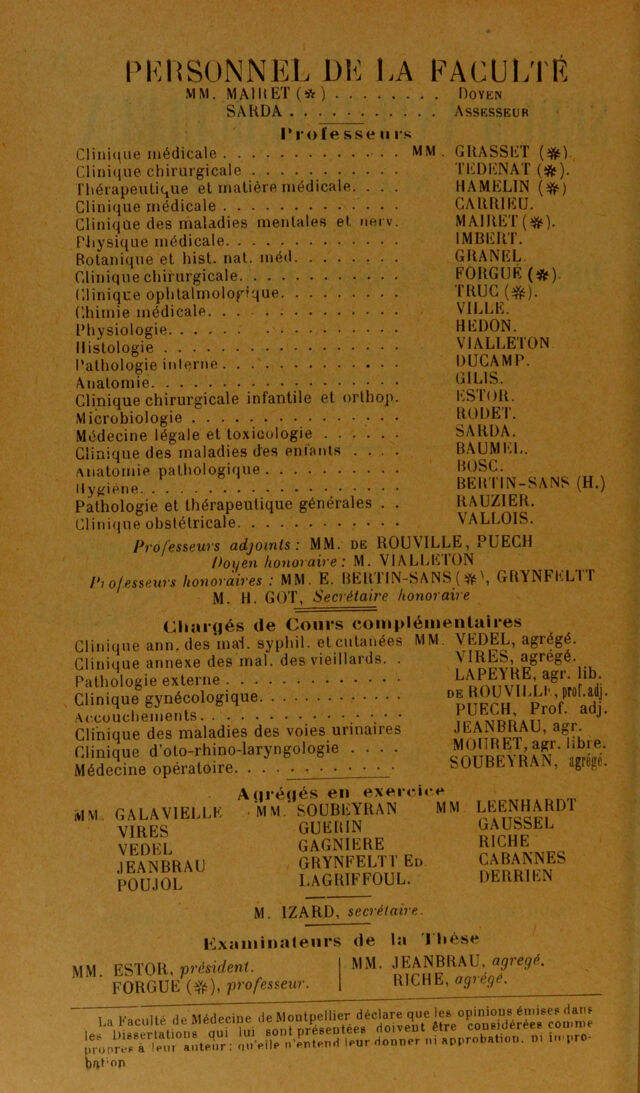 PERSONNEL DE LA FACULTÉ
MM. MAIRET (✻) . . . . . . . . DOYEN
SARDA . . . . . . . . . . . ASSESSEUR
Professeurs
Clinique médicale . . . . . . . . . . . . . MM. GRASSET (✻).
Clinique chirurgicale . . . . . . . . . . . TEDENAT (✻).
Thérapeutique et matière médicale. . . . HAMELIN (✻)
Clinique médicale . . . . . . . . . . . . . CARRIEU.
Clinique des maladies mentales et nerv. MAIRET (✻).
Physique médicale. . . . . . . . . . . . . IMBERT.
Botanique et hist. nat. méd. . . . . . . . GRANEL.
Clinique chirurgicale. . . . . . . . . . . . FORGUE (✻).
Clinique ophtalmologique. . . . . . . . . TRUC (✻).
Chimie médicale. . . . . . . . . . . . . . VILLE.
Physiologie. . . . . . . . . . . . . . . . HEDON.
Histologie . . . . . . . . . . . . . . . . VIALLETON
Pathologie interne . . . . . . . . . . . . DUCAMP.
Anatomie. . . . . . . . . . . . . . . . . GILIS.
Clinique chirurgicale infantile et orthop. ESTOR.
Microbiologie . . . . . . . . . . . . . . RODET.
Médecine légale et toxicologie . . . . . . SARDA.
Clinique des maladies des enfants . . . . BAUMEL.
Anatomie pathologique . . . . . . . . . . BOSC.
Hygiène. . . . . . . . . . . . . . . . . . BERTIN-SANS (H.)
Pathologie et thérapeutique générales . . RAUZIER.
Clinique obstétricale. . . . . . . . . . . . VALLOIS.
Professeurs adjoints : MM. DE ROUVILLE, PUECH
Doyen honoraire : M. VIALLETON
Professeurs honoraires : MM. E. BERTIN-SANS (✻), GRYNFELTT
M. H. GOT, Secrétaire honoraire
Chargés de Cours complémentaires
Clinique ann. des mal. syphil. et cutanées MM. VEDEL, agrégé.
Clinique annexe des mal. des vieillards. . VIRES, agrégé.
Pathologie externe . . . . . . . . . . . . LAPEYRE, agr. lib.
Clinique gynécologique. . . . . . . . . . DE ROUVILLE, prof. adj.
Accouchements. . . . . . . . . . . . . . PUECH, Prof. adj.
Clinique des maladies des voies urinaires JEANBRAU, agr.
Clinique d'oto-rhino-laryngologie . . . . MOURET, agr. libre.
Médecine opératoire. . . . . . . . . . . . SOUBEYRAN, agrégé.
Agrégés en exercice
MM. GALAVIELLE MM. SOUBEYRAN MM LEENHARDT
VIRES GUERIN GAUSSEL
VEDEL GAGNIERE RICHE
JEANBRAU GRYNFELTT ED. CABANNES
POUJOL LAGRIFFOUL. DERRIEN
M. IZARD, secrétaire.
Examinateurs de la Thèse
MM. ESTOR, président. MM. JEANBRAU, agregé.
FORGUE (✻), professeur. RICHE, agrégé.
La Faculté de Médecine de Montpellier déclare que les opinions émises dans
les Dissertations qui lui sont présentées doivent être considérées comme
propres à leur auteur ; qu'elle n'entend leur donner ni approbation, ni impro-
bation